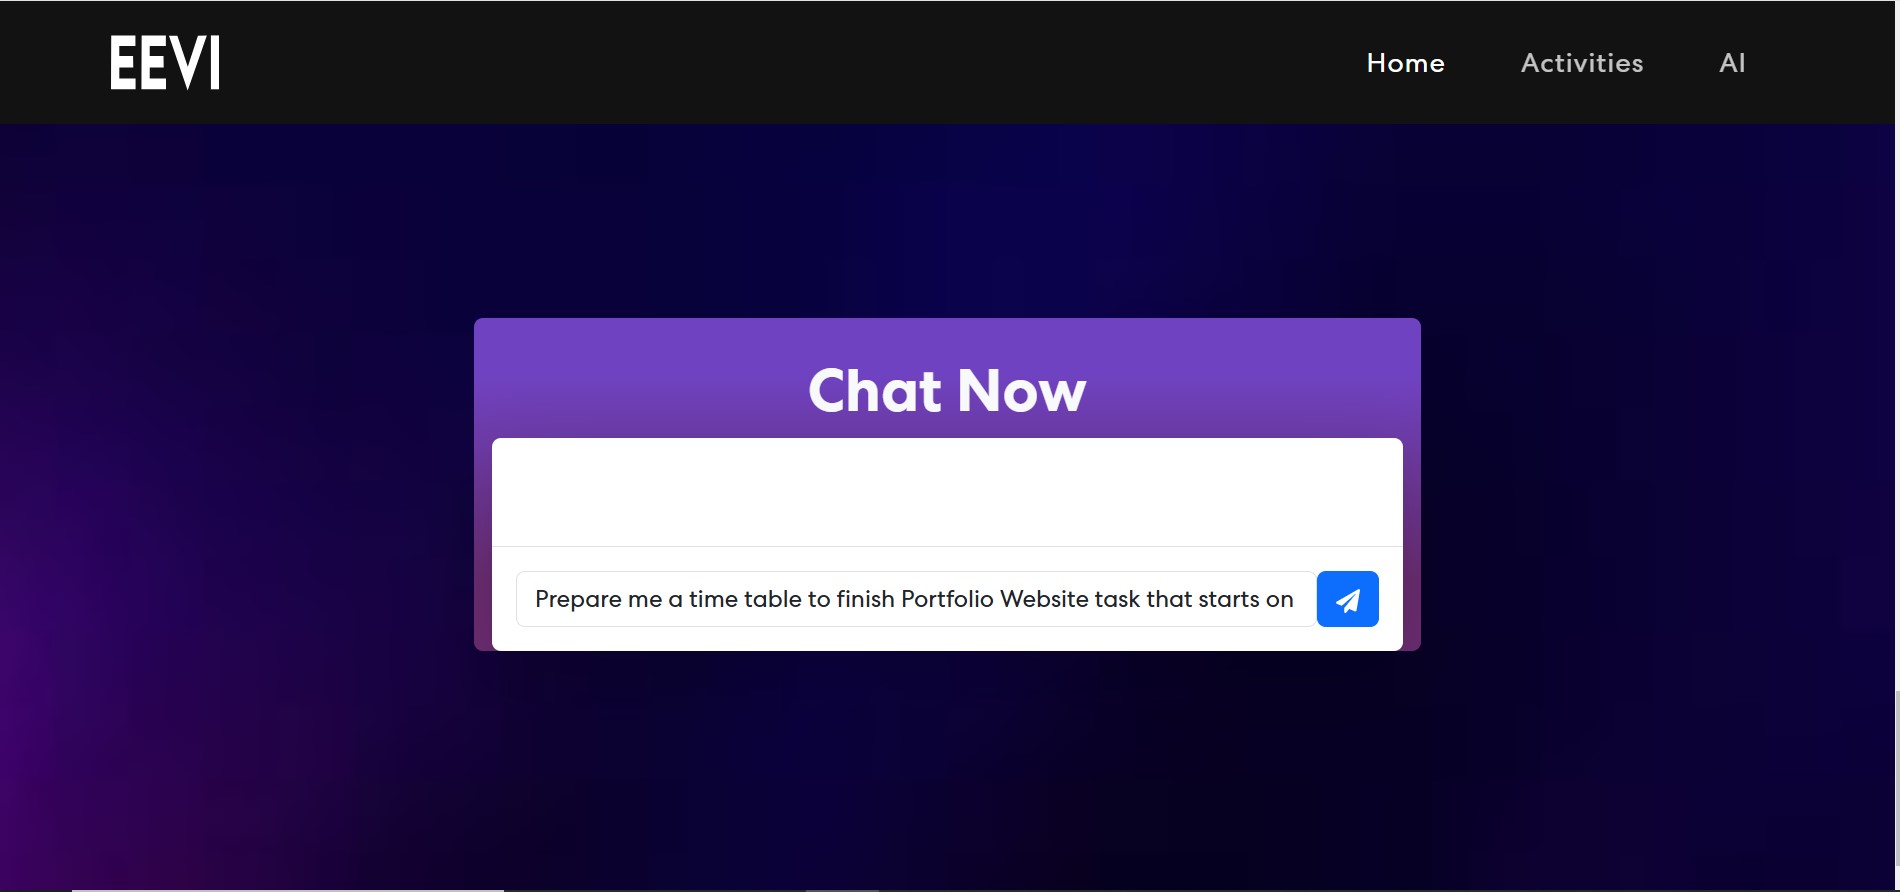 EEVI
Home Activities AI
Chat Now
Prepare me a time table to finish Portfolio Website task that starts on